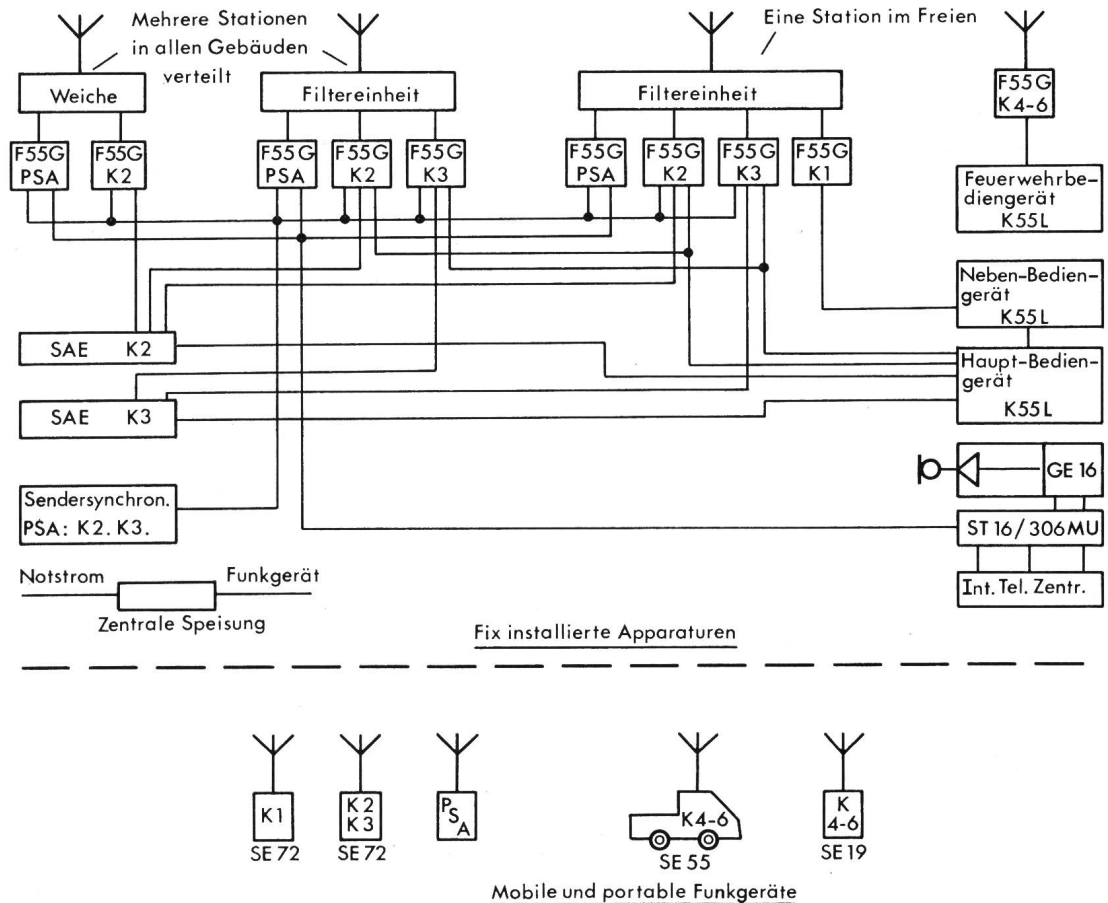 Mehrere Stationen
in allen Gebäuden
verteilt
Eine Station im Freien
Weiche
Filtereinheit
Filtereinheit
F55G
K4-6
F55G
PSA
F55G
K2
F55G
PSA
F55G
K2
F55G
K3
F55G
PSA
F55G
K2
F55G
K3
F55G
K1
Feuerwehrbe-
diengerät
K55L
Neben-Bedien-
gerät
K55L
SAE K2
Haupt-Bedien-
gerät
K55L
SAE K3
GE 16
Sendersynchron.
PSA: K2. K3.
ST 16/306MU
Int. Tel. Zentr.
Notstrom
Funkgerät
Zentrale Speisung
Fix installierte Apparaturen
K1
SE 72
K2
K3
SE 72
PSA
K4-6
SE 55
K
4-6
SE 19
Mobile und portable Funkgeräte